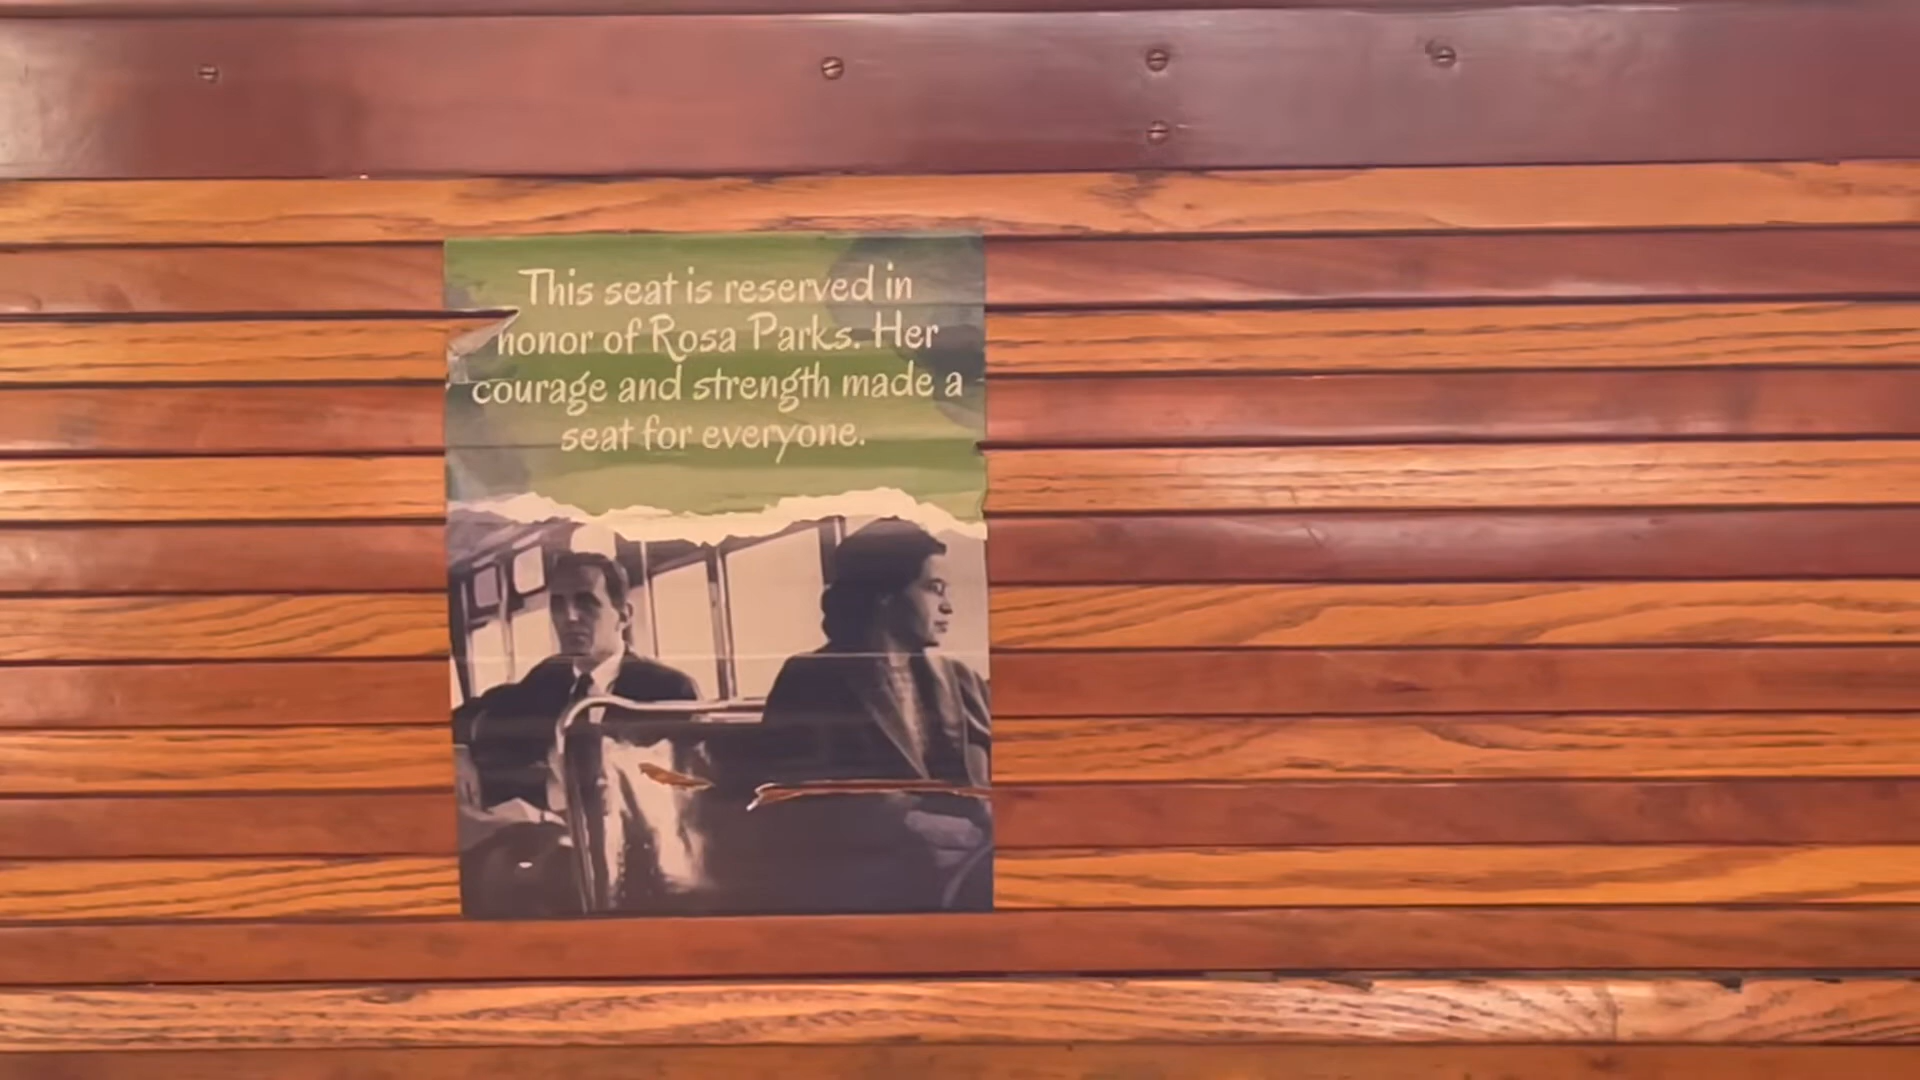 This seat is reserved in
honor of Rosa Parks. Her
courage and strength made a
seat for everyone.